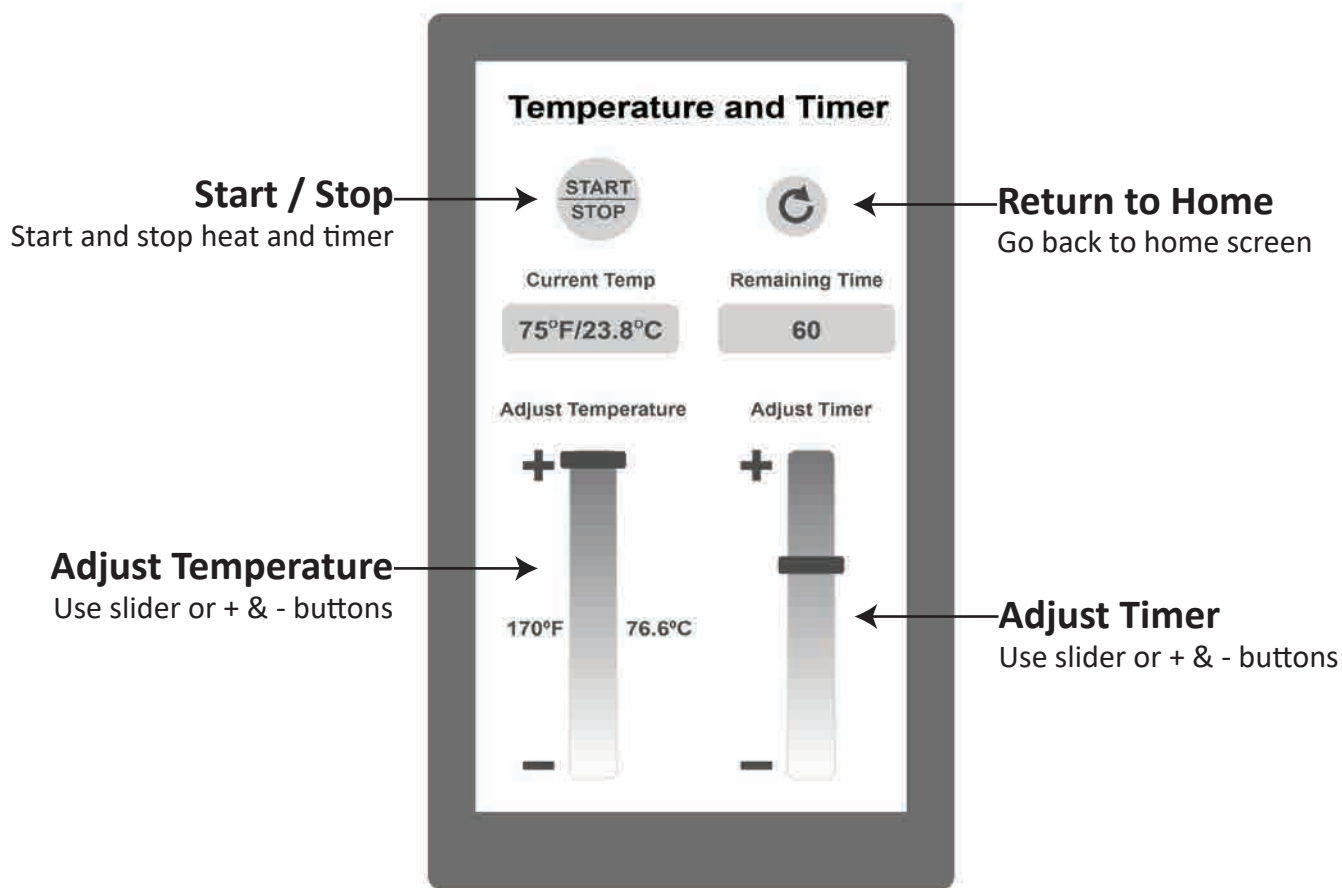 Temperature and Timer
Start / Stop
Start and stop heat and timer
START
STOP
Return to Home
Go back to home screen
Current Temp
Remaining Time
75°F/23.8°C
60
Adjust Temperature
Adjust Timer
+
+
Adjust Temperature
Use slider or + & - buttons
170°F
76.6°C
Adjust Timer
Use slider or + & - buttons
-
-